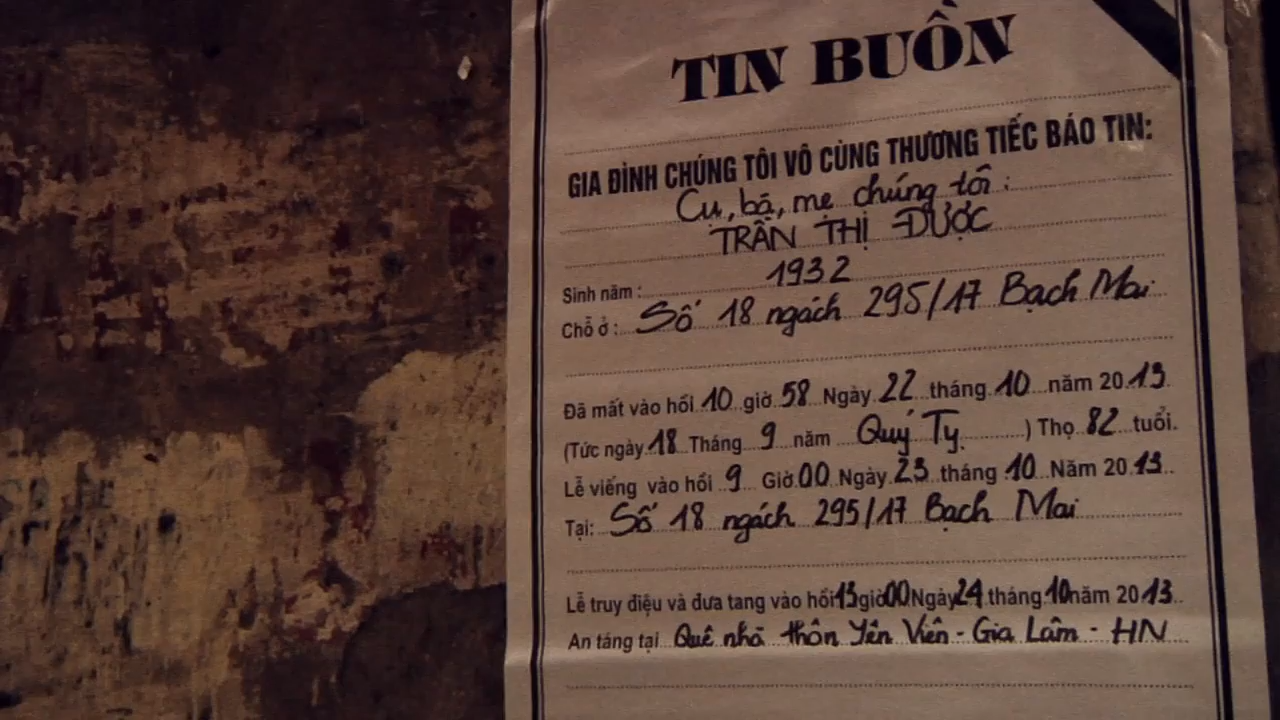 TIN BUỒN
GIA ĐÌNH CHÚNG TÔI VÔ CÙNG THƯƠNG TIẾC BÁO TIN:
Cụ, bà, mẹ chúng tôi:
TRẦN THỊ ĐƯỢC
Sinh năm: 1932
Chỗ ở: Số 18 ngách 295/17 Bạch Mai
Đã mất vào hồi 10 giờ 58 Ngày 22 tháng 10 năm 2013
(Tức ngày 18 Tháng 9 năm Quý Tỵ ) Thọ 82 tuổi.
Lễ viếng vào hồi 9 Giờ 00 Ngày 23 tháng 10 Năm 2013
Tại: Số 18 ngách 295/17 Bạch Mai
Lễ truy điệu và đưa tang vào hồi 13 giờ 00 Ngày 24 tháng 10 năm 2013
An táng tại Quê nhà thôn Yên Viên - Gia Lâm - HN